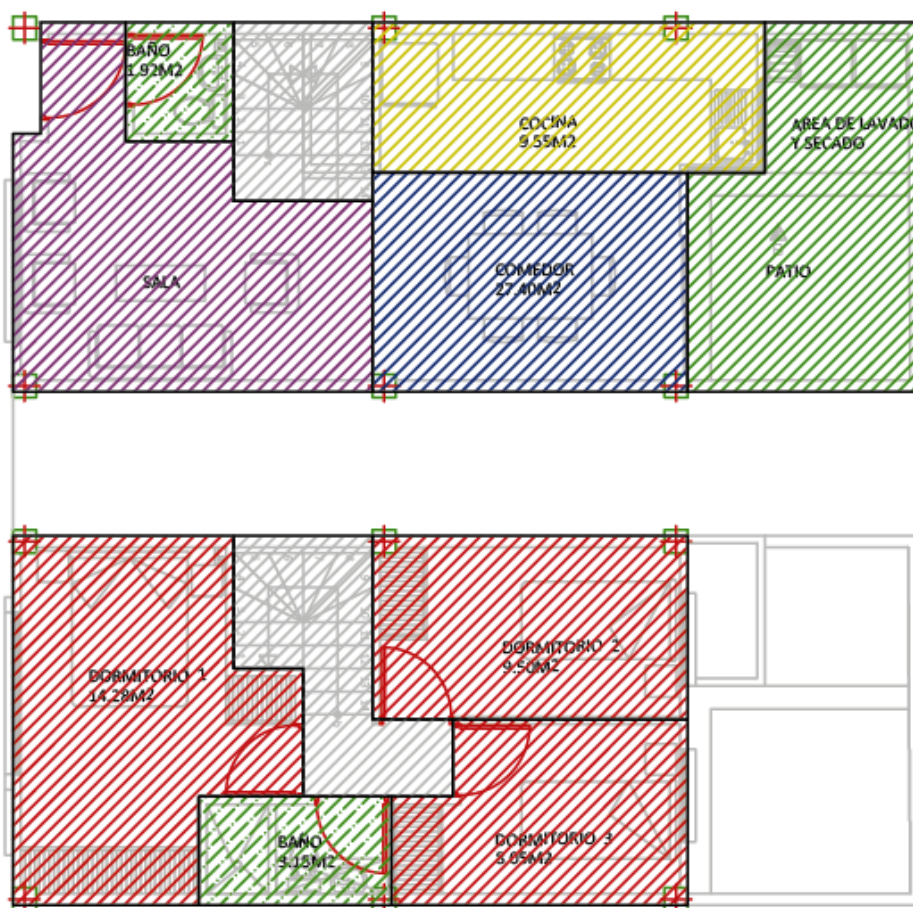 BAÑO
1.92M2
COCINA
9.55M2
AREA DE LAVADO
Y SECADO
SALA
COMEDOR
27.40M2
PATIO
DORMITORIO 1
14.28M2
DORMITORIO 2
9.50M2
BAÑO
3.15M2
DORMITORIO 3